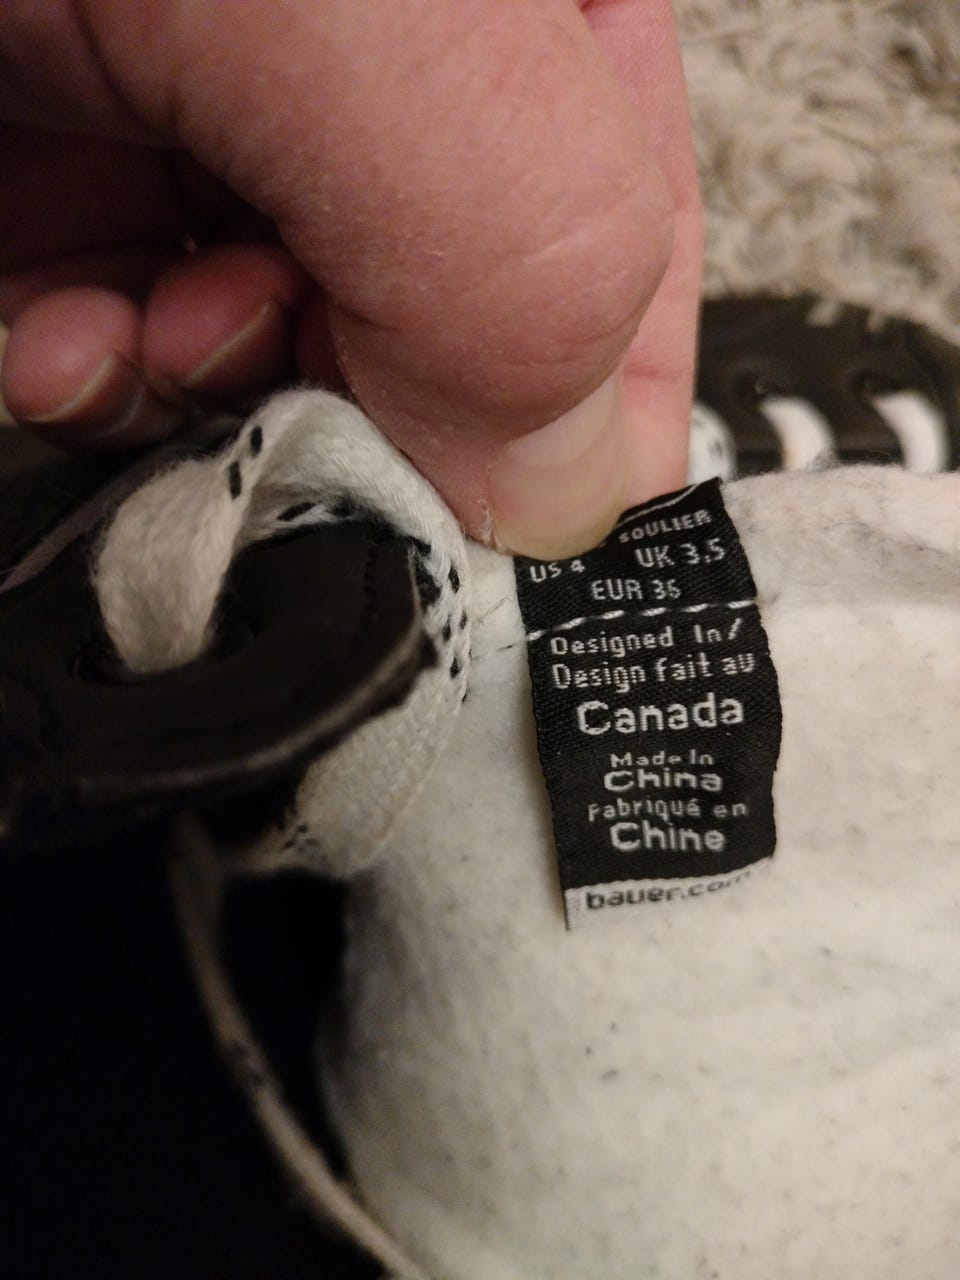 SOULIER
US 4 UK 3.5
EUR 36
Designed In/
Design fait au
Canada
Made In
China
Fabriqué en
Chine
bauer.com